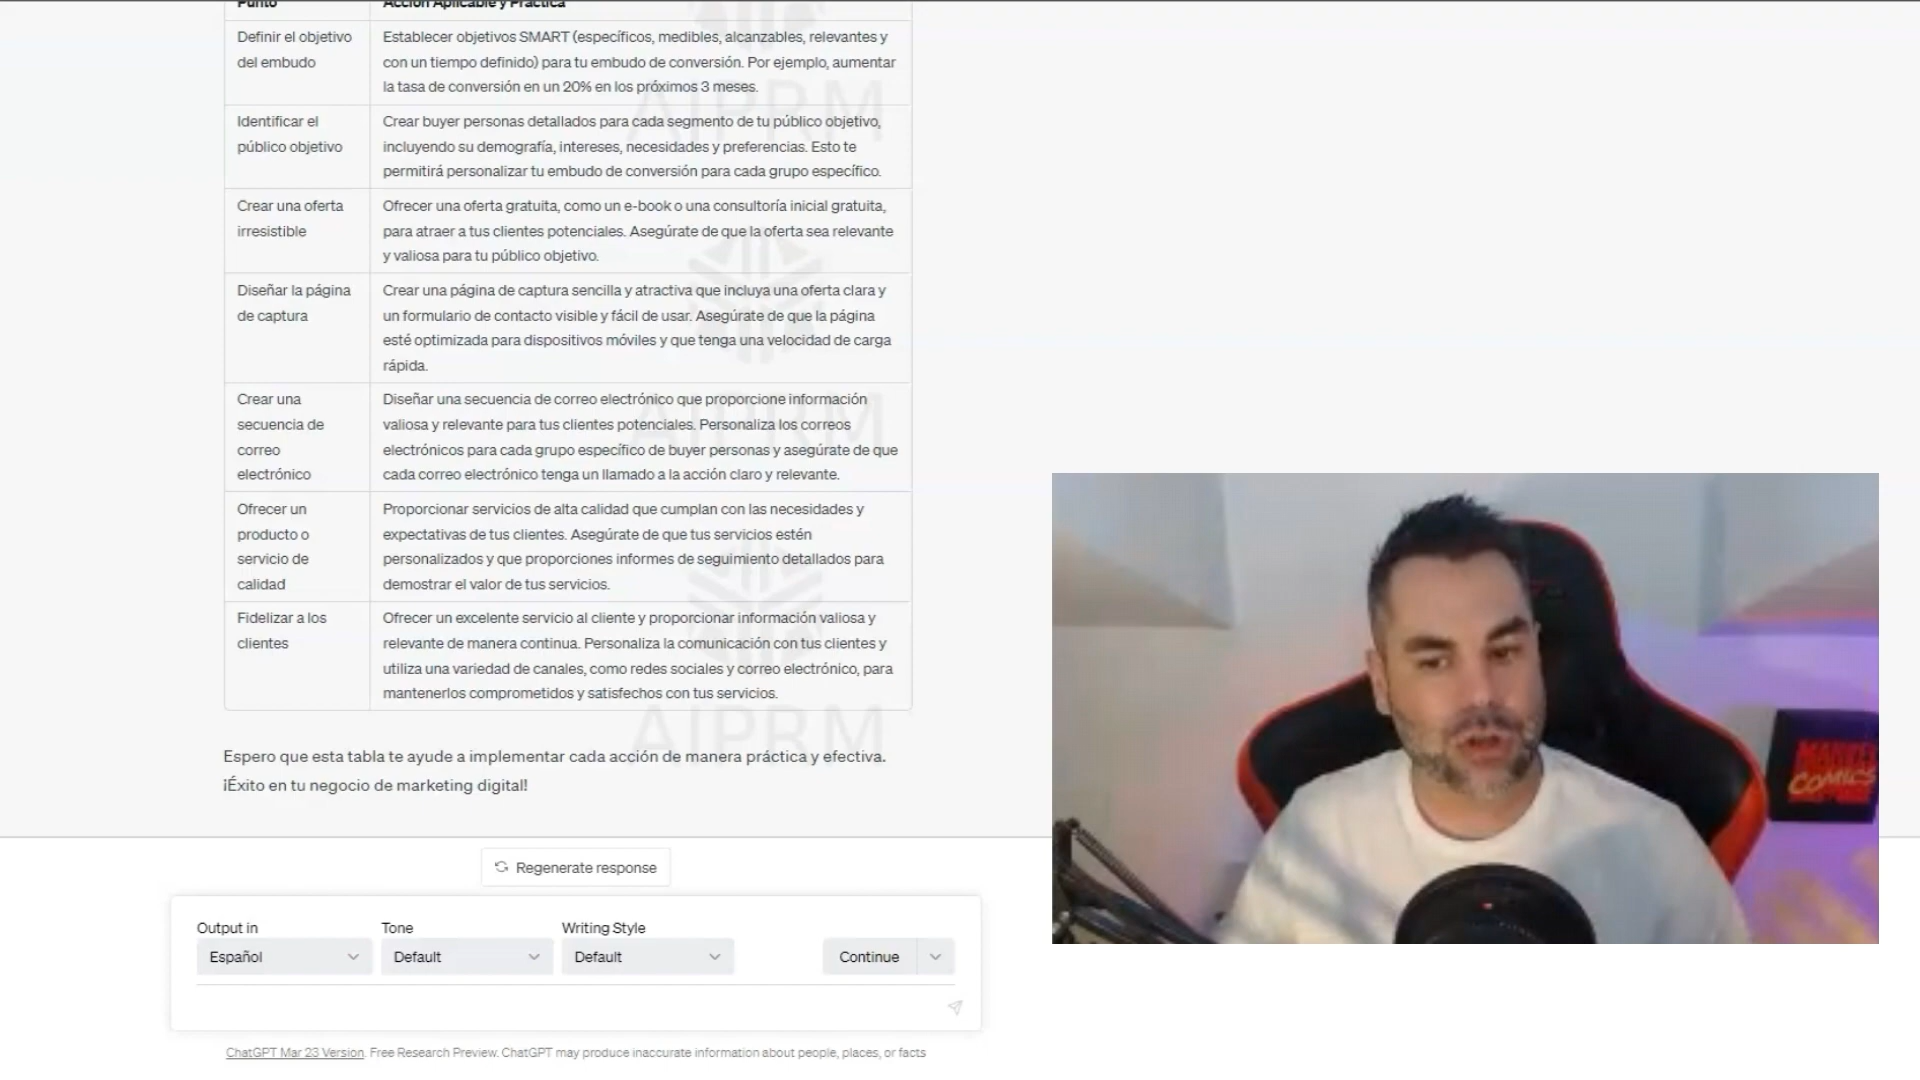 Punto
Acción Aplicable y Práctica
Definir el objetivo
del embudo
Establecer objetivos SMART (específicos, medibles, alcanzables, relevantes y
con un tiempo definido) para tu embudo de conversión. Por ejemplo, aumentar
la tasa de conversión en un 20% en los próximos 3 meses.
Identificar el
público objetivo
Crear buyer personas detallados para cada segmento de tu público objetivo,
incluyendo su demografía, intereses, necesidades y preferencias. Esto te
permitirá personalizar tu embudo de conversión para cada grupo específico.
Crear una oferta
irresistible
Ofrecer una oferta gratuita, como un e-book o una consultoría inicial gratuita,
para atraer a tus clientes potenciales. Asegúrate de que la oferta sea relevante
y valiosa para tu público objetivo.
Diseñar la página
de captura
Crear una página de captura sencilla y atractiva que incluya una oferta clara y
un formulario de contacto visible y fácil de usar. Asegúrate de que la página
esté optimizada para dispositivos móviles y que tenga una velocidad de carga
rápida.
Crear una
secuencia de
correo
electrónico
Diseñar una secuencia de correo electrónico que proporcione información
valiosa y relevante para tus clientes potenciales. Personaliza los correos
electrónicos para cada grupo específico de buyer personas y asegúrate de que
cada correo electrónico tenga un llamado a la acción claro y relevante.
Ofrecer un
producto o
servicio de
calidad
Proporcionar servicios de alta calidad que cumplan con las necesidades y
expectativas de tus clientes. Asegúrate de que tus servicios estén
personalizados y que proporciones informes de seguimiento detallados para
demostrar el valor de tus servicios.
Fidelizar a los
clientes
Ofrecer un excelente servicio al cliente y proporcionar información valiosa y
relevante de manera continua. Personaliza la comunicación con tus clientes y
utiliza una variedad de canales, como redes sociales y correo electrónico, para
mantenerlos comprometidos y satisfechos con tus servicios.
AIPRM
AIPRM
AIPRM
Espero que esta tabla te ayude a implementar cada acción de manera práctica y efectiva.
¡Éxito en tu negocio de marketing digital!
Regenerate response
Output in
Tone
Writing Style
Español
Default
Default
Continue
ChatGPT Mar 23 Version. Free Research Preview. ChatGPT may produce inaccurate information about people, places, or facts
COMICS